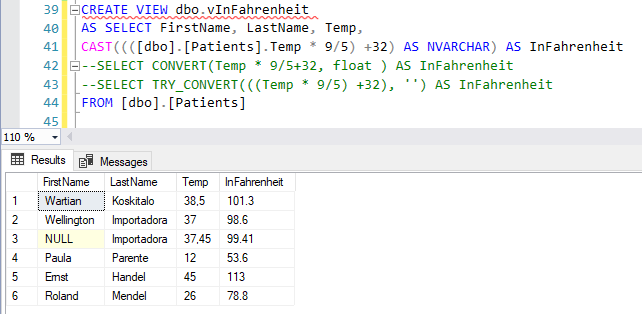 39 CREATE VIEW dbo.vInFahrenheit
40 AS SELECT FirstName, LastName, Temp,
41 CAST((([dbo].[Patients].Temp * 9/5) +32) AS NVARCHAR) AS InFahrenheit
42 --SELECT CONVERT(Temp * 9/5+32, float ) AS InFahrenheit
43 --SELECT TRY_CONVERT(((Temp * 9/5) +32), '') AS InFahrenheit
44 FROM [dbo].[Patients]
45
110 %
Results Messages
FirstName LastName Temp InFahrenheit
1 Wartian Koskitalo 38,5 101.3
2 Wellington Importadora 37 98.6
3 NULL Importadora 37,45 99.41
4 Paula Parente 12 53.6
5 Ernst Handel 45 113
6 Roland Mendel 26 78.8